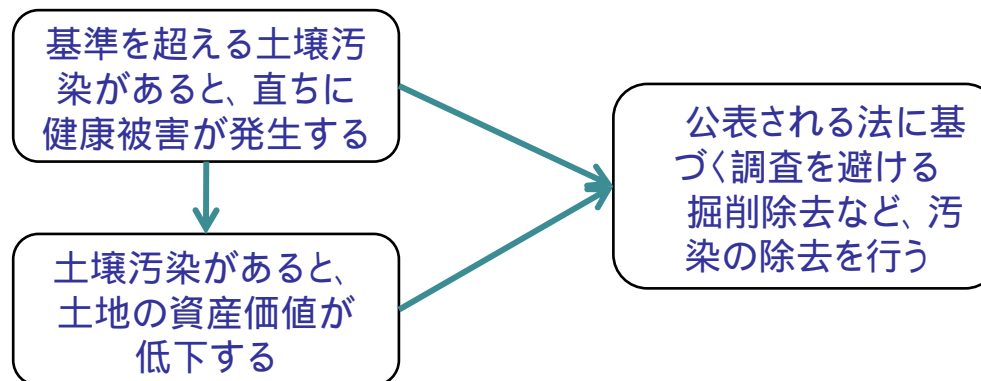 基準を超える土壌汚
染があると、直ちに
健康被害が発生する
土壌汚染があると、
土地の資産価値が
低下する
公表される法に基
づく調査を避ける
掘削除去など、汚
染の除去を行う